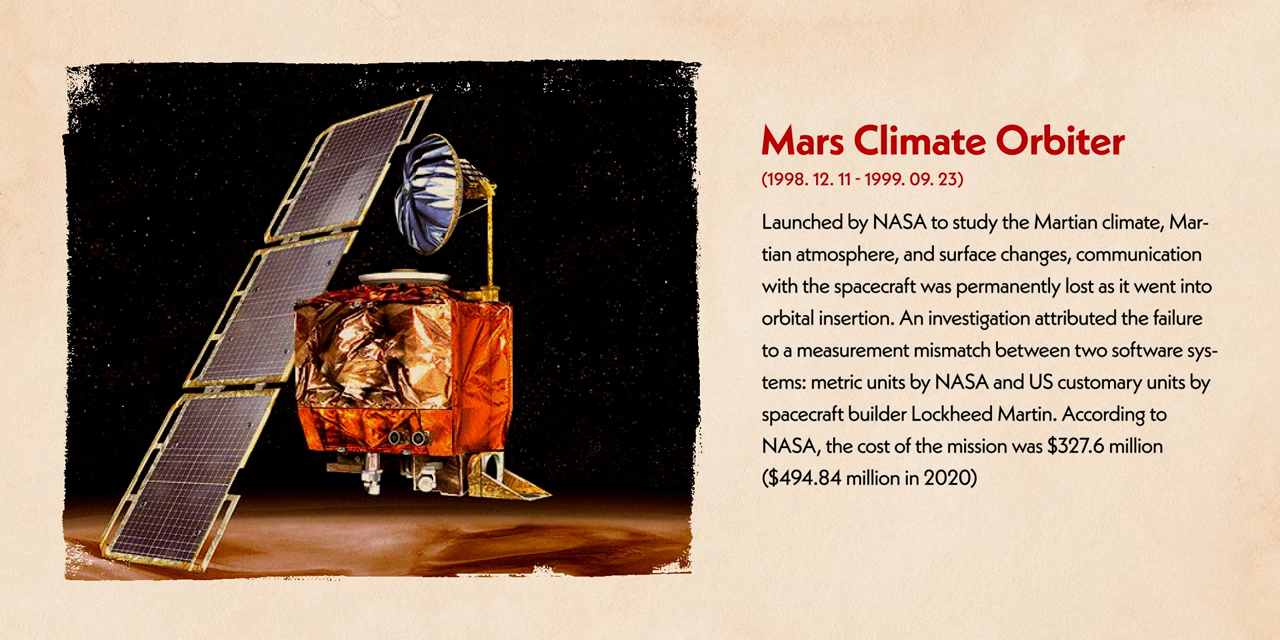 Mars Climate Orbiter
(1998. 12. 11 - 1999. 09. 23)
Launched by NASA to study the Martian climate, Mar-
tian atmosphere, and surface changes, communication
with the spacecraft was permanently lost as it went into
orbital insertion. An investigation attributed the failure
to a measurement mismatch between two software sys-
tems: metric units by NASA and US customary units by
spacecraft builder Lockheed Martin. According to
NASA, the cost of the mission was $327.6 million
($494.84 million in 2020)